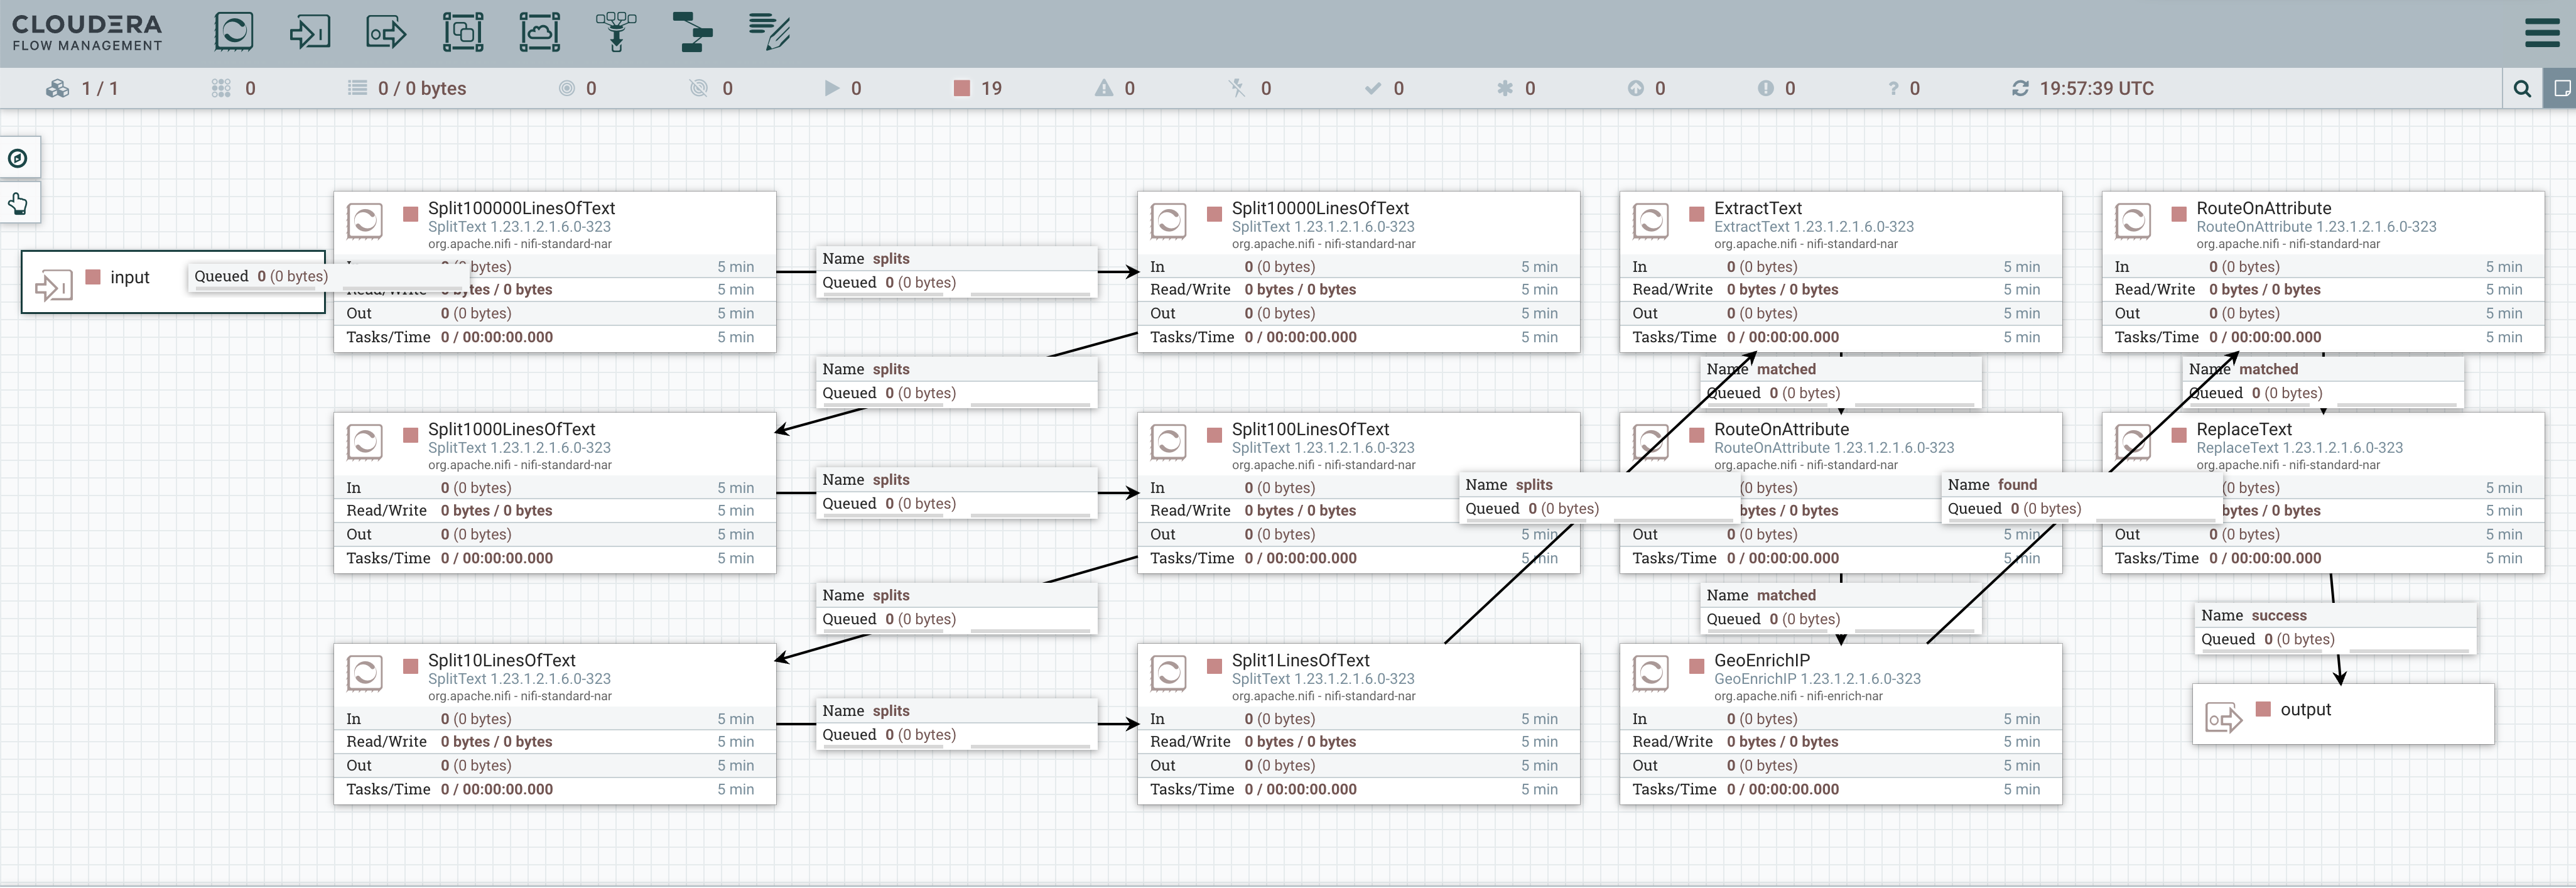 CLOUDERA
FLOW MANAGEMENT
1 / 1
0
0 / 0 bytes
0
0
0
19
0
0
0
0
0
0
0
19:57:39 UTC
input
Queued 0 (0 bytes)
Split100000LinesOfText
SplitText 1.23.1.2.1.6.0-323
org.apache.nifi - nifi-standard-nar
bytes) 5 min
Read/Write bytes / 0 bytes 5 min
Out 0 (0 bytes) 5 min
Tasks/Time 0 / 00:00:00.000 5 min
Name splits
Queued 0 (0 bytes)
Split10000LinesOfText
SplitText 1.23.1.2.1.6.0-323
org.apache.nifi - nifi-standard-nar
In 0 (0 bytes) 5 min
Read/Write 0 bytes / 0 bytes 5 min
Out 0 (0 bytes) 5 min
Tasks/Time 0 / 00:00:00.000 5 min
ExtractText
ExtractText 1.23.1.2.1.6.0-323
org.apache.nifi - nifi-standard-nar
In 0 (0 bytes) 5 min
Read/Write 0 bytes / 0 bytes 5 min
Out 0 (0 bytes) 5 min
Tasks/Time 0 / 00:00:00.000 5 min
RouteOnAttribute
RouteOnAttribute 1.23.1.2.1.6.0-323
org.apache.nifi - nifi-standard-nar
In 0 (0 bytes) 5 min
Read/Write 0 bytes / 0 bytes 5 min
Out 0 (0 bytes) 5 min
Tasks/Time 0 / 00:00:00.000 5 min
Name splits
Queued 0 (0 bytes)
Name matched
Queued 0 (0 bytes)
Name matched
Queued 0 (0 bytes)
Split1000LinesOfText
SplitText 1.23.1.2.1.6.0-323
org.apache.nifi - nifi-standard-nar
In 0 (0 bytes) 5 min
Read/Write 0 bytes / 0 bytes 5 min
Out 0 (0 bytes) 5 min
Tasks/Time 0 / 00:00:00.000 5 min
Name splits
Queued 0 (0 bytes)
Split100LinesOfText
SplitText 1.23.1.2.1.6.0-323
org.apache.nifi - nifi-standard-nar
In 0 (0 bytes)
Read/Write 0 bytes / 0 bytes
Out 0 (0 bytes) 5 min
Tasks/Time 0 / 00:00:00.000 5 min
Name splits
Queued 0 (0 bytes)
RouteOnAttribute
RouteOnAttribute 1.23.1.2.1.6.0-323
org.apache.nifi - nifi-standard-nar
(0 bytes)
bytes / 0 bytes
Out 0 (0 bytes) 5 min
Tasks/Time 0 / 00:00:00.000 5 min
Name found
Queued 0 (0 bytes)
ReplaceText
ReplaceText 1.23.1.2.1.6.0-323
org.apache.nifi - nifi-standard-nar
(0 bytes) 5 min
bytes / 0 bytes 5 min
Out 0 (0 bytes) 5 min
Tasks/Time 0 / 00:00:00.000 5 min
Name splits
Queued 0 (0 bytes)
Name matched
Queued 0 (0 bytes)
Name success
Queued 0 (0 bytes)
Split10LinesOfText
SplitText 1.23.1.2.1.6.0-323
org.apache.nifi - nifi-standard-nar
In 0 (0 bytes) 5 min
Read/Write 0 bytes / 0 bytes 5 min
Out 0 (0 bytes) 5 min
Tasks/Time 0 / 00:00:00.000 5 min
Name splits
Queued 0 (0 bytes)
Split1LinesOfText
SplitText 1.23.1.2.1.6.0-323
org.apache.nifi - nifi-standard-nar
In 0 (0 bytes) 5 min
Read/Write 0 bytes / 0 bytes 5 min
Out 0 (0 bytes) 5 min
Tasks/Time 0 / 00:00:00.000 5 min
GeoEnrichIP
GeoEnrichIP 1.23.1.2.1.6.0-323
org.apache.nifi - nifi-enrich-nar
In 0 (0 bytes) 5 min
Read/Write 0 bytes / 0 bytes 5 min
Out 0 (0 bytes) 5 min
Tasks/Time 0 / 00:00:00.000 5 min
output